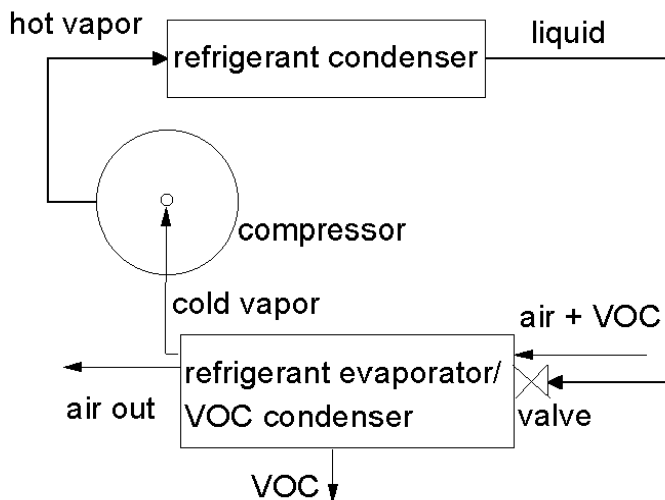 hot vapor
refrigerant condenser
liquid
compressor
cold vapor
air + VOC
refrigerant evaporator/
VOC condenser
air out
valve
VOC